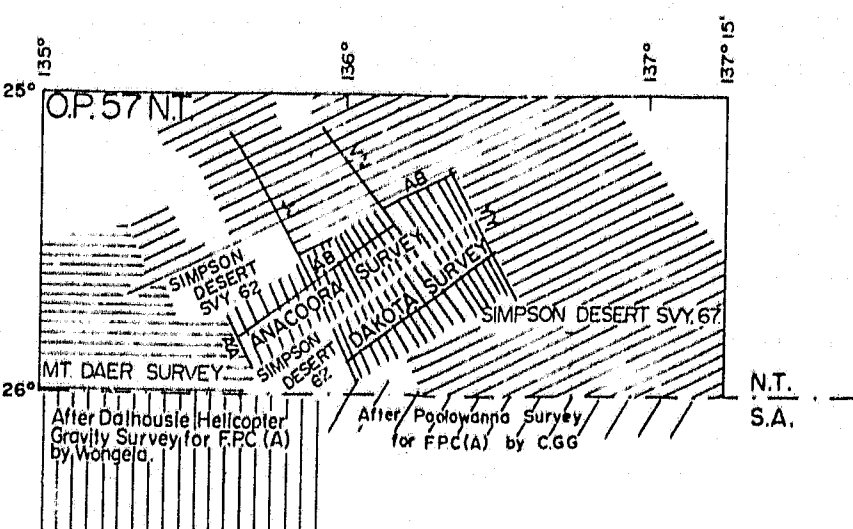 135°
136°
137°
137° 15'
25°
O.P. 57 N.T.
AB
SIMPSON
DESERT
SVY. 62
AB
ANACOORA SURVEY
DAKOTA SURVEY
SIMPSON DESERT SVY. 67
SIMPSON
DESERT
MT. DAER SURVEY
26°
N.T.
S.A.
After Dalhousie Helicopter
Gravity Survey for F.P.C (A)
by Wongela.
After Poolowanna Survey
for F.P.C(A) by C.GG